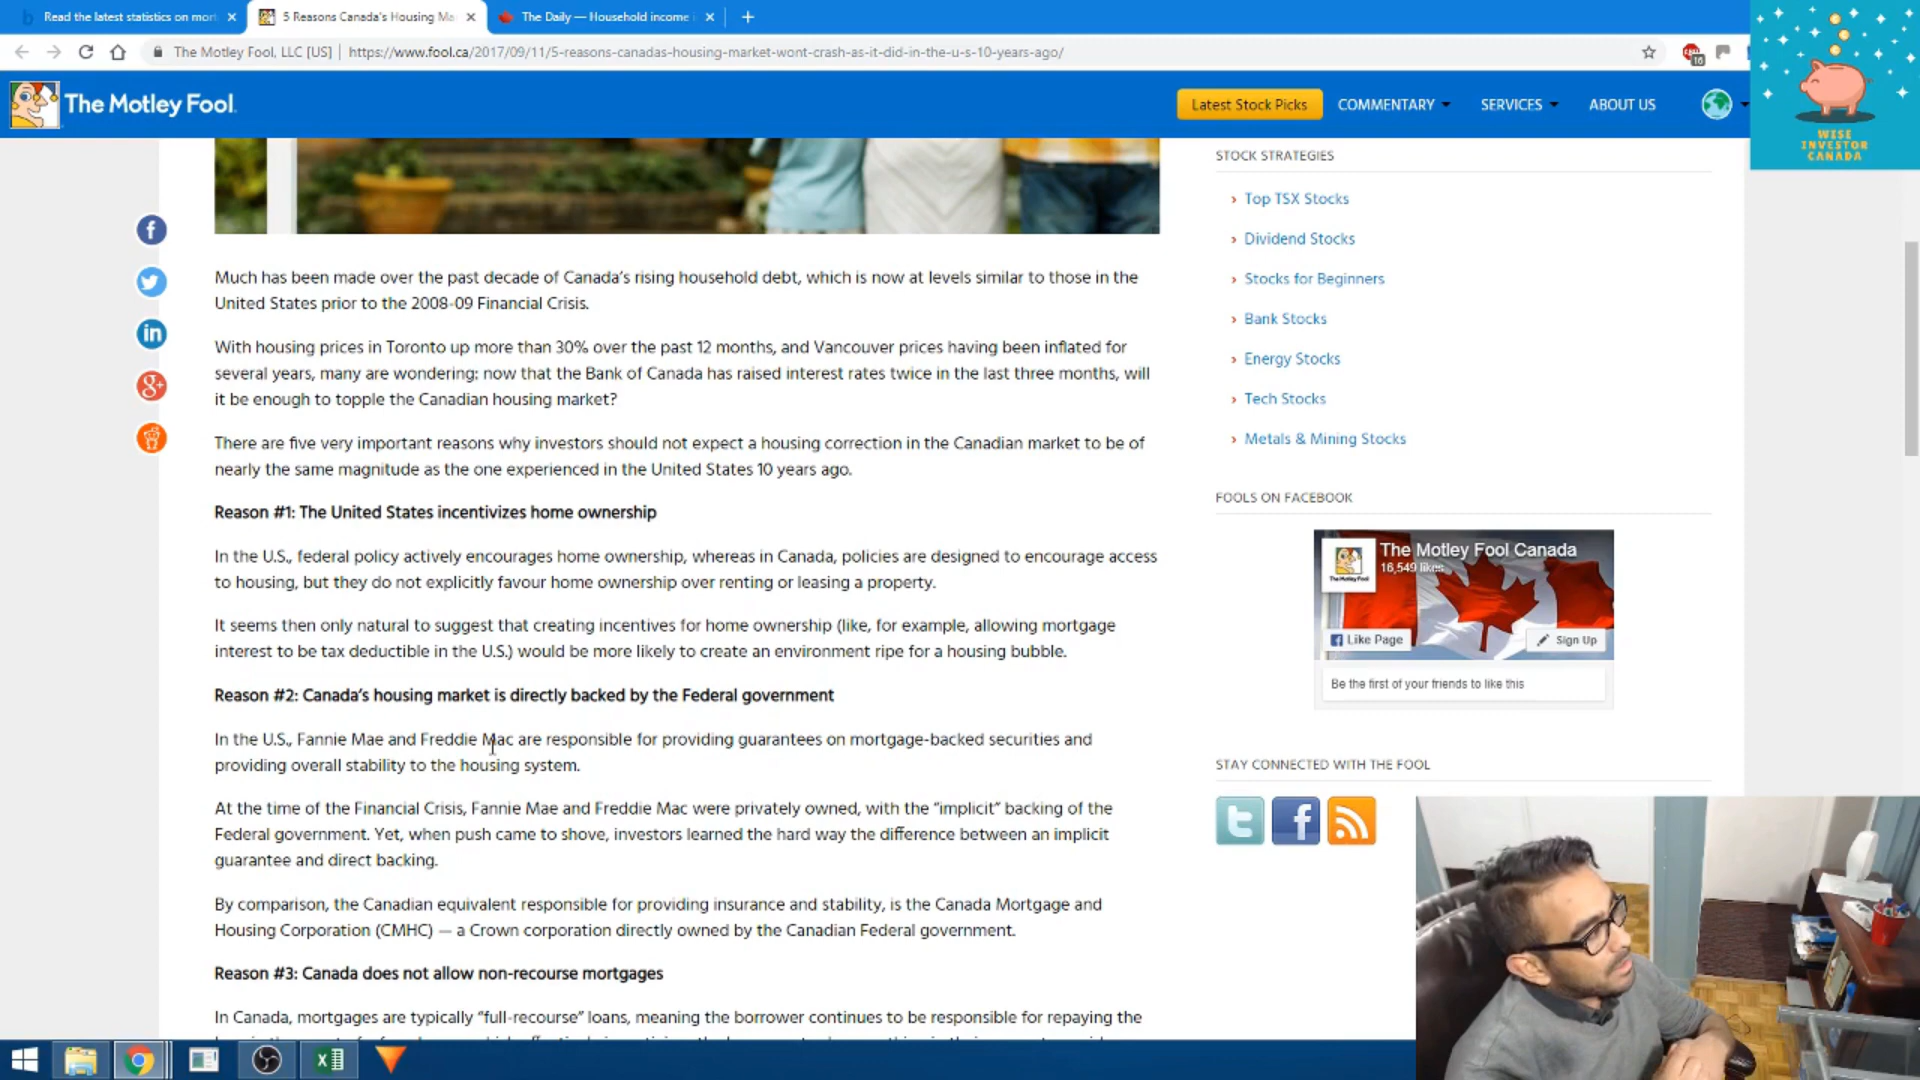 Read the latest statistics on mor
5 Reasons Canada's Housing Ma
The Daily — Household income
The Motley Fool, LLC [US] | https://www.fool.ca/2017/09/11/5-reasons-canadas-housing-market-wont-crash-as-it-did-in-the-u-s-10-years-ago/
16
The Motley Fool.
Latest Stock Picks
COMMENTARY
SERVICES
ABOUT US
WISE
INVESTOR
CANADA
Much has been made over the past decade of Canada's rising household debt, which is now at levels similar to those in the
United States prior to the 2008-09 Financial Crisis.
With housing prices in Toronto up more than 30% over the past 12 months, and Vancouver prices having been inflated for
several years, many are wondering: now that the Bank of Canada has raised interest rates twice in the last three months, will
it be enough to topple the Canadian housing market?
There are five very important reasons why investors should not expect a housing correction in the Canadian market to be of
nearly the same magnitude as the one experienced in the United States 10 years ago.
Reason #1: The United States incentivizes home ownership
In the U.S., federal policy actively encourages home ownership, whereas in Canada, policies are designed to encourage access
to housing, but they do not explicitly favour home ownership over renting or leasing a property.
It seems then only natural to suggest that creating incentives for home ownership (like, for example, allowing mortgage
interest to be tax deductible in the U.S.) would be more likely to create an environment ripe for a housing bubble.
Reason #2: Canada's housing market is directly backed by the Federal government
In the U.S., Fannie Mae and Freddie Mac are responsible for providing guarantees on mortgage-backed securities and
providing overall stability to the housing system.
At the time of the Financial Crisis, Fannie Mae and Freddie Mac were privately owned, with the "implicit" backing of the
Federal government. Yet, when push came to shove, investors learned the hard way the difference between an implicit
guarantee and direct backing.
By comparison, the Canadian equivalent responsible for providing insurance and stability, is the Canada Mortgage and
Housing Corporation (CMHC) — a Crown corporation directly owned by the Canadian Federal government.
Reason #3: Canada does not allow non-recourse mortgages
In Canada, mortgages are typically "full-recourse" loans, meaning the borrower continues to be responsible for repaying the
STOCK STRATEGIES
Top TSX Stocks
Dividend Stocks
Stocks for Beginners
Bank Stocks
Energy Stocks
Tech Stocks
Metals & Mining Stocks
FOOLS ON FACEBOOK
The Motley Fool Canada
16,549 likes
The Motley Fool
Like Page
Sign Up
Be the first of your friends to like this
STAY CONNECTED WITH THE FOOL